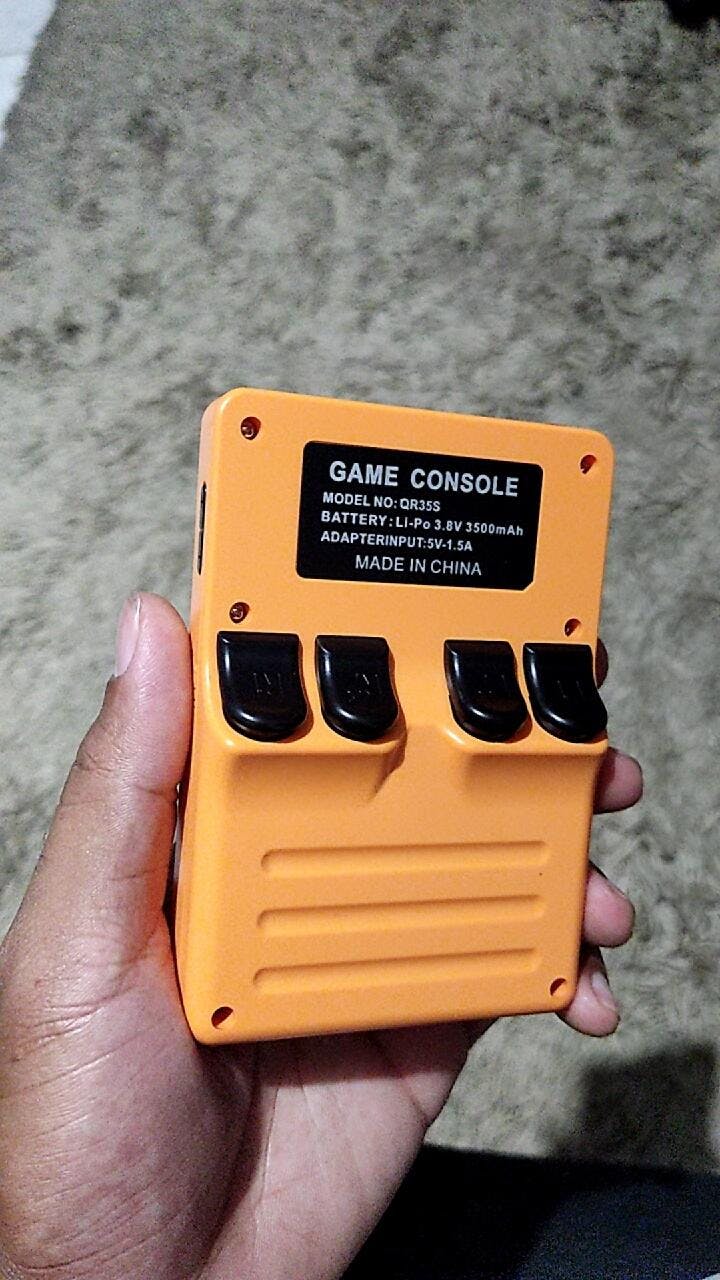 GAME CONSOLE
MODEL NO: QR35S
BATTERY: Li-Po 3.8V 3500mAh
ADAPTERINPUT:5V-1.5A
MADE IN CHINA